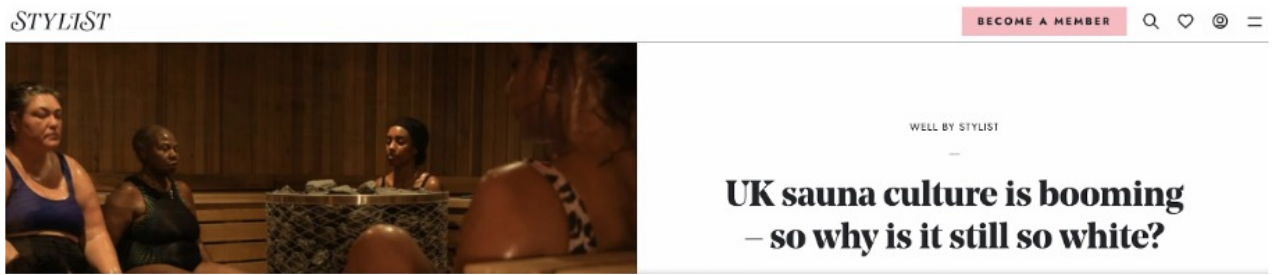 STYLIST
BECOME A MEMBER
WELL BY STYLIST
UK sauna culture is booming
– so why is it still so white?